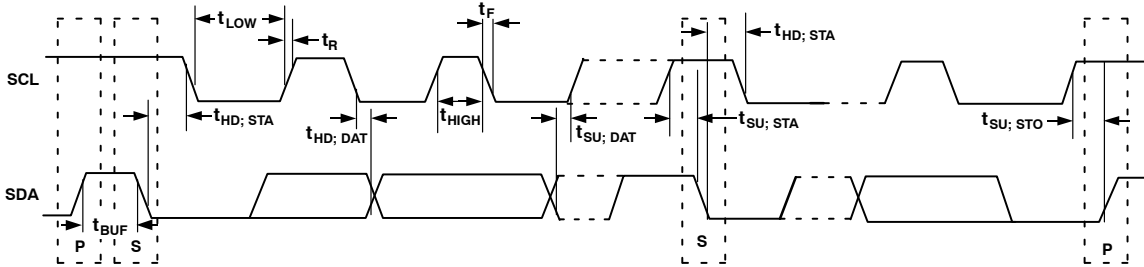 tLOW
tR
tF
tHD; STA
SCL
tHD; STA
tHD; DAT
tHIGH
tSU; DAT
tSU; STA
tSU; STO
SDA
tBUF
P
S
S
P